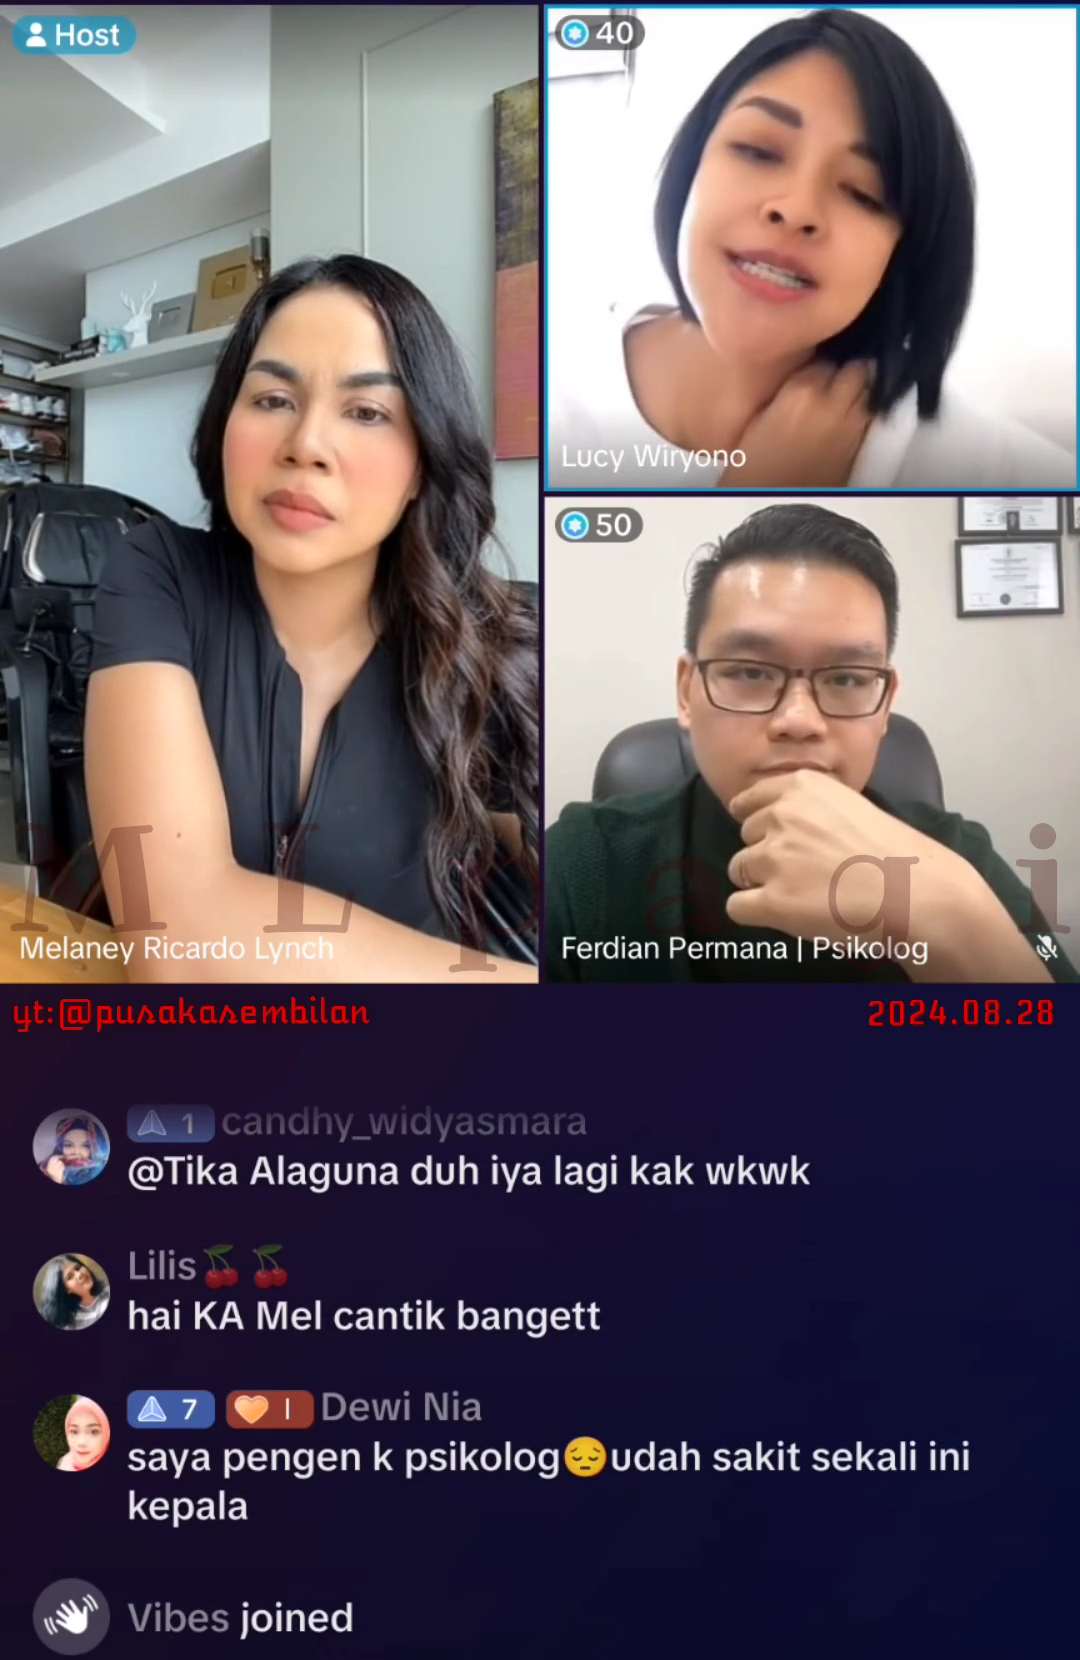 Host
40
Lucy Wiryono
50
Melaney Ricardo Lynch
Ferdian Permana | Psikolog
M L p a g i
yt:@pusakasembilan
2024.08.28
1 candhy_widyasmara
@Tika Alaguna duh iya lagi kak wkwk
Lilis🍒 🍒
hai KA Mel cantik bangett
7 I Dewi Nia
saya pengen k psikolog😔udah sakit sekali ini
kepala
Vibes joined